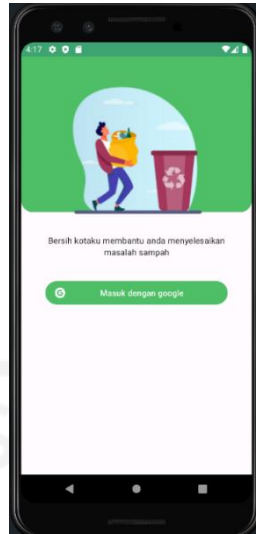 4:17
Bersih kotaku membantu anda menyelesaikan
masalah sampah
G Masuk dengan google